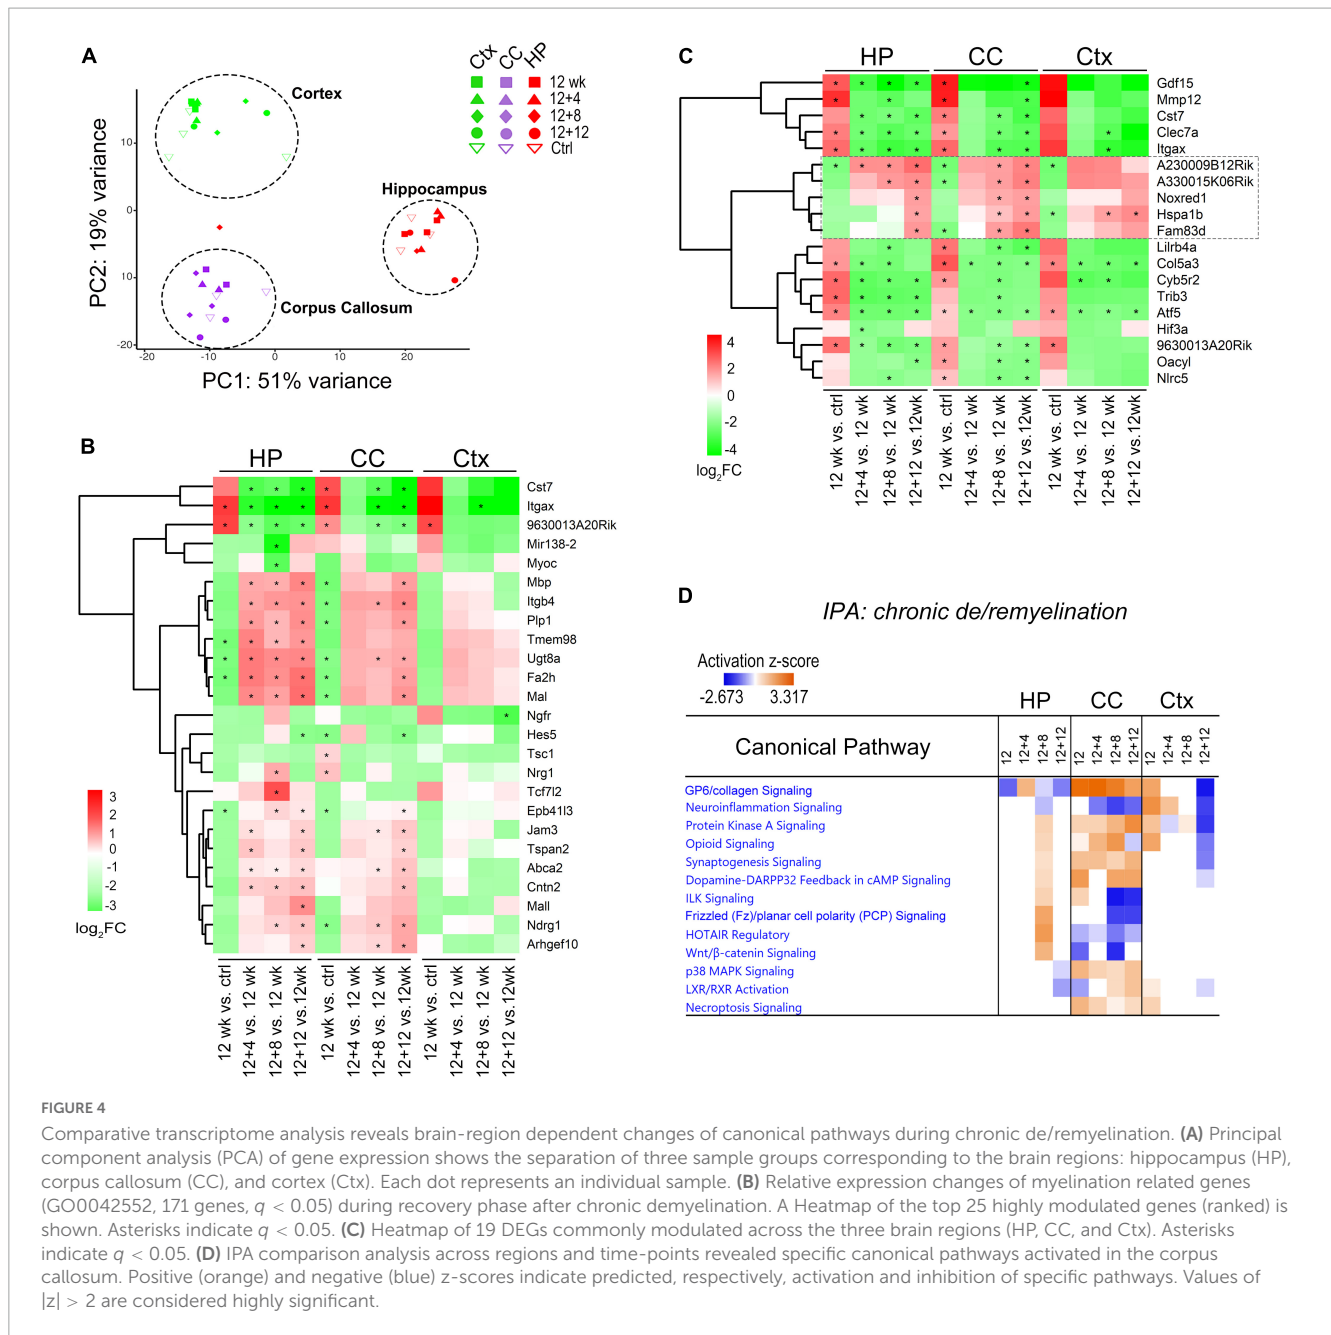 A
Ctx CC HP
12 wk
12+4
12+8
12+12
Ctrl
Cortex
Hippocampus
Corpus Callosum
PC2: 19% variance
10
0
10
-20
-20
-10
0
10
20
PC1: 51% variance
B
HP CC Ctx
Cst7
Itgax
9630013A20Rik
Mir138-2
Myoc
Mbp
Itgb4
Plp1
Tmem98
Ugt8a
Fa2h
Mal
Ngfr
Hes5
Tsc1
Nrg1
Tcf7l2
Epb41l3
Jam3
Tspan2
Abca2
Cntn2
Mall
Ndrg1
Arhgef10
3
2
1
0
-1
-2
-3
log2FC
12 wk vs. ctrl
12+4 vs. 12 wk
12+8 vs. 12 wk
12+12 vs. 12wk
12 wk vs. ctrl
12+4 vs. 12 wk
12+8 vs. 12 wk
12+12 vs. 12wk
12 wk vs. ctrl
12+4 vs. 12 wk
12+8 vs. 12 wk
12+12 vs. 12wk
C
HP CC Ctx
Gdf15
Mmp12
Cst7
Clec7a
Itgax
A230009B12Rik
A330015K06Rik
Noxred1
Hspa1b
Fam83d
Lilrb4a
Col5a3
Cyb5r2
Trib3
Atf5
Hif3a
9630013A20Rik
Oacyl
Nlrc5
4
2
0
-2
-4
log2FC
12 wk vs. ctrl
12+4 vs. 12 wk
12+8 vs. 12 wk
12+12 vs.12wk
12 wk vs. ctrl
12+4 vs. 12 wk
12+8 vs. 12 wk
12+12 vs.12wk
12 wk vs. ctrl
12+4 vs. 12 wk
12+8 vs. 12 wk
12+12 vs.12wk
D
IPA: chronic de/remyelination
Activation z-score
-2.673 3.317
HP CC Ctx
Canonical Pathway
12 12+4 12+8 12+12 12 12+4 12+8 12+12 12 12+4 12+8 12+12
GP6/collagen Signaling
Neuroinflammation Signaling
Protein Kinase A Signaling
Opioid Signaling
Synaptogenesis Signaling
Dopamine-DARPP32 Feedback in cAMP Signaling
ILK Signaling
Frizzled (Fz)/planar cell polarity (PCP) Signaling
HOTAIR Regulatory
Wnt/β-catenin Signaling
p38 MAPK Signaling
LXR/RXR Activation
Necroptosis Signaling
FIGURE 4
Comparative transcriptome analysis reveals brain-region dependent changes of canonical pathways during chronic de/remyelination. (A) Principal
component analysis (PCA) of gene expression shows the separation of three sample groups corresponding to the brain regions: hippocampus (HP),
corpus callosum (CC), and cortex (Ctx). Each dot represents an individual sample. (B) Relative expression changes of myelination related genes
(GO0042552, 171 genes, q < 0.05) during recovery phase after chronic demyelination. A Heatmap of the top 25 highly modulated genes (ranked) is
shown. Asterisks indicate q < 0.05. (C) Heatmap of 19 DEGs commonly modulated across the three brain regions (HP, CC, and Ctx). Asterisks
indicate q < 0.05. (D) IPA comparison analysis across regions and time-points revealed specific canonical pathways activated in the corpus
callosum. Positive (orange) and negative (blue) z-scores indicate predicted, respectively, activation and inhibition of specific pathways. Values of
|z| > 2 are considered highly significant.